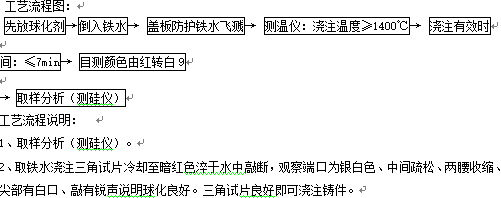 工艺流程图：
先放球化剂→倒入铁水→ 盖板防护铁水飞溅→ 测温仪：浇注温度≥1400℃→ 浇注有效时
间：≤7min→ 目测颜色由红转白 9
→ 取样分析（测硅仪）
工艺流程说明：
1、取样分析（测硅仪）。
2、取铁水浇注三角试片冷却至暗红色淬于水中敲断，观察端口为银白色、中间疏松、两腰收缩、
尖部有白口、敲有锐声说明球化良好。三角试片良好即可浇注铸件。